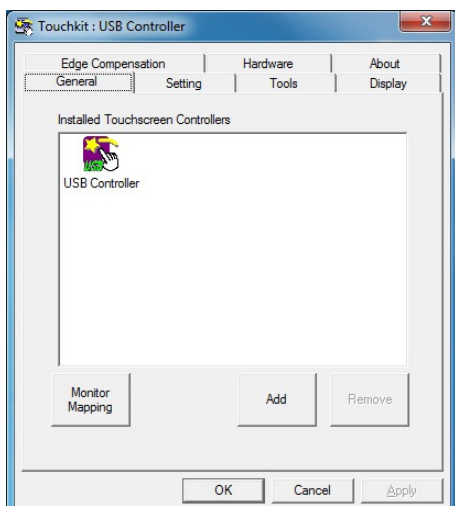 Touchkit : USB Controller
Edge Compensation Hardware About
General Setting Tools Display
Installed Touchscreen Controllers
USB
USB Controller
Monitor
Mapping
Add
Remove
OK Cancel Apply